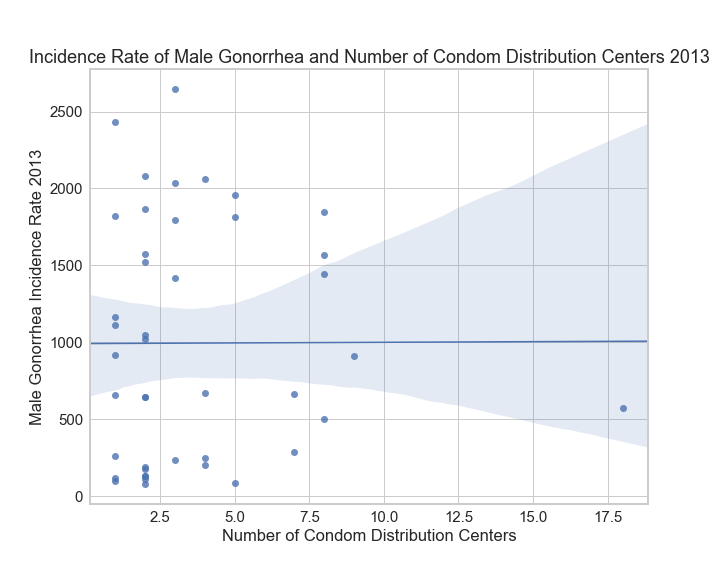 Incidence Rate of Male Gonorrhea and Number of Condom Distribution Centers 2013
Male Gonorrhea Incidence Rate 2013
2500
2000
1500
1000
500
0
2.5 5.0 7.5 10.0 12.5 15.0 17.5
Number of Condom Distribution Centers